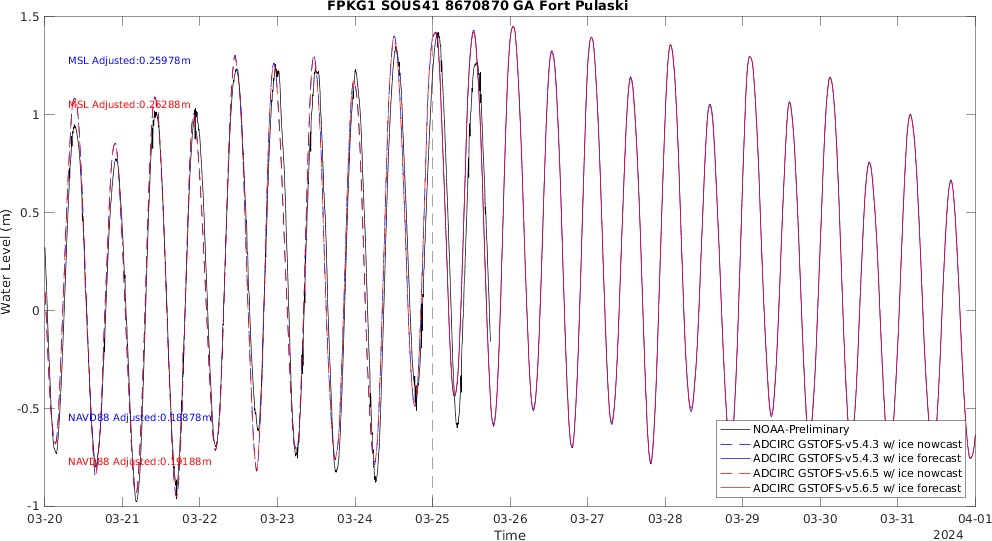 FPKG1 SOUS41 8670870 GA Fort Pulaski
1.5
1
0.5
0
-0.5
-1
Water Level (m)
MSL Adjusted:0.25978m
MSL Adjusted:0.26288m
NAVD88 Adjusted:0.18878m
NAVD88 Adjusted:0.19188m
NOAA-Preliminary
ADCIRC GSTOFS-v5.4.3 w/ ice nowcast
ADCIRC GSTOFS-v5.4.3 w/ ice forecast
ADCIRC GSTOFS-v5.6.5 w/ ice nowcast
ADCIRC GSTOFS-v5.6.5 w/ ice forecast
03-20 03-21 03-22 03-23 03-24 03-25 03-26 03-27 03-28 03-29 03-30 03-31 04-01
Time
2024